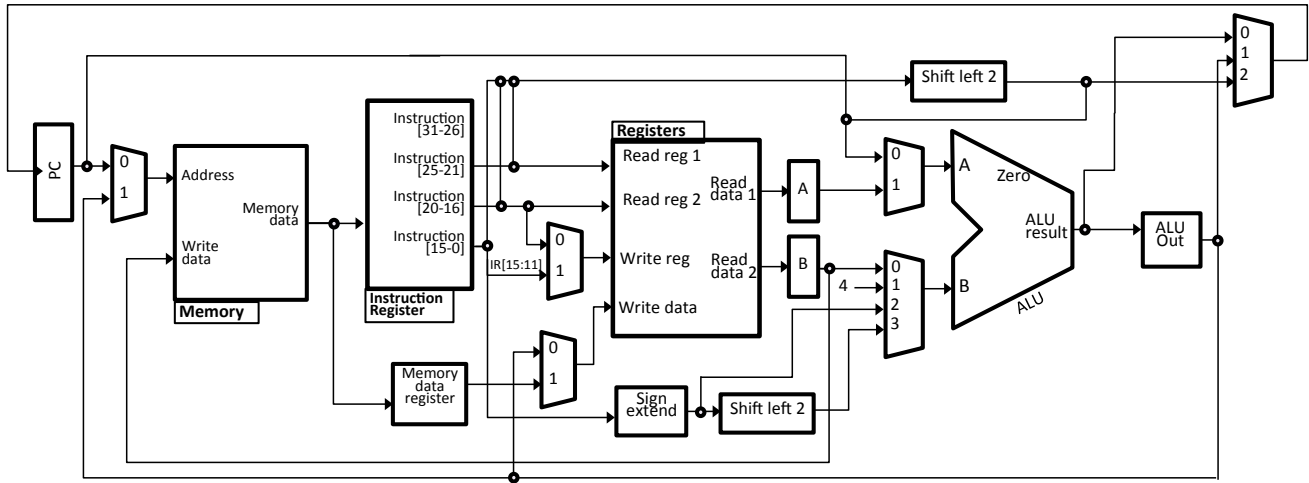 0
1
2
Shift left 2
PC
0
1
Address
Memory
data
Write
data
Memory
Instruction
[31-26]
Instruction
[25-21]
Instruction
[20-16]
Instruction
[15-0]
Instruction
Register
IR[15:11]
0
1
Registers
Read reg 1
Read
data 1
Read reg 2
Write reg
Read
data 2
Write data
A
B
0
1
4
0
1
2
3
A
Zero
ALU
result
B
ALU
ALU
Out
0
1
Memory
data
register
Sign
extend
Shift left 2